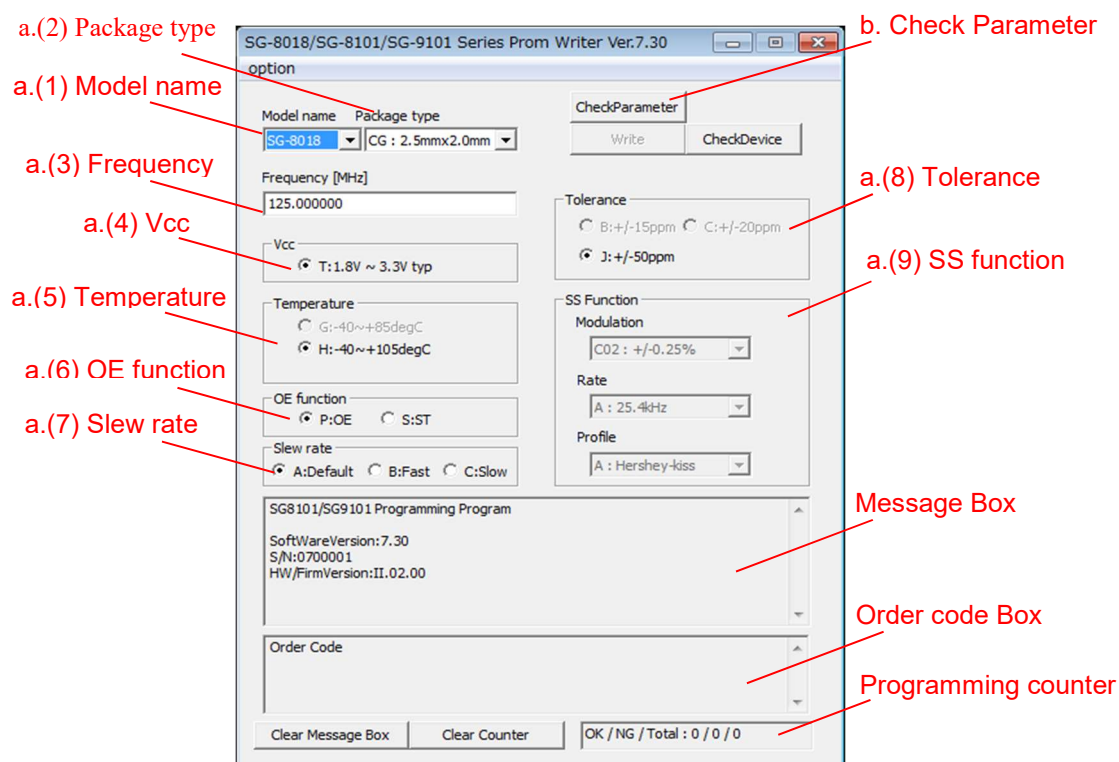 a.(2) Package type
b. Check Parameter
SG-8018/SG-8101/SG-9101 Series Prom Writer Ver.7.30
option
a.(1) Model name
Model name Package type
CheckParameter
SG-8018 CG : 2.5mmx2.0mm
Write CheckDevice
a.(3) Frequency
Frequency [MHz]
125.000000
a.(8) Tolerance
Tolerance
B:+/-15ppm C:+/-20ppm
J:+/-50ppm
a.(4) Vcc
Vcc
T:1.8V ~ 3.3V typ
a.(9) SS function
a.(5) Temperature
Temperature
G:-40~+85degC
H:-40~+105degC
SS Function
Modulation
C02 : +/-0.25%
Rate
A : 25.4kHz
Profile
A : Hershey-kiss
a.(6) OE function
OE function
P:OE S:ST
a.(7) Slew rate
Slew rate
A:Default B:Fast C:Slow
SG8101/SG9101 Programming Program
SoftWareVersion:7.30
S/N:0700001
HW/FirmVersion:II.02.00
Message Box
Order code Box
Order Code
Programming counter
Clear Message Box Clear Counter OK / NG / Total : 0 / 0 / 0